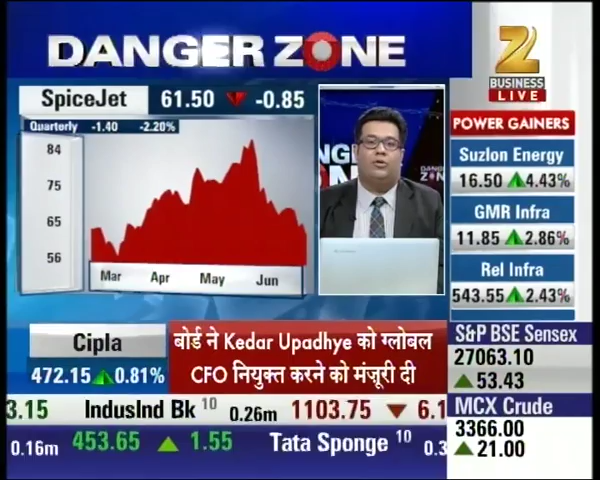 DANGER ZONE
SpiceJet 61.50 -0.85
Quarterly -1.40 -2.20%
84
75
65
56
Mar Apr May Jun
DANGER
ZONE
Z
BUSINESS
LIVE
POWER GAINERS
Suzlon Energy
16.50 4.43%
GMR Infra
11.85 2.86%
Rel Infra
543.55 2.43%
Cipla
472.15 0.81%
बोर्ड ने Kedar Upadhye को ग्लोबल
CFO नियुक्त करने को मंज़ूरी दी
S&P BSE Sensex
27063.10
53.43
MCX Crude
3366.00
21.00
3.15 IndusInd Bk 10 0.26m 1103.75 6.1
0.16m 453.65 1.55 Tata Sponge 10 0.3